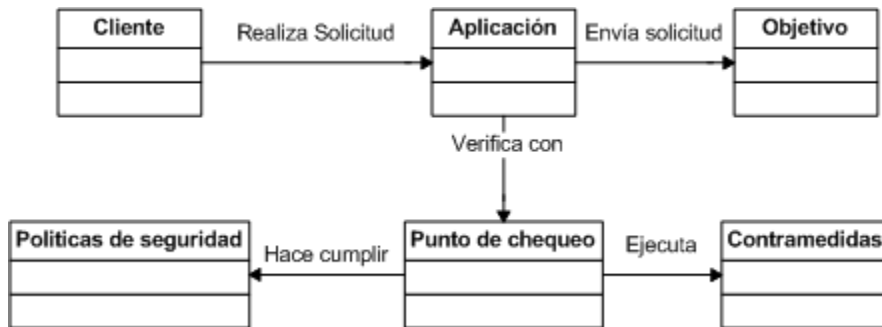 Cliente
Realiza Solicitud
Aplicación
Envía solicitud
Objetivo
Verifica con
Politicas de seguridad
Hace cumplir
Punto de chequeo
Ejecuta
Contramedidas